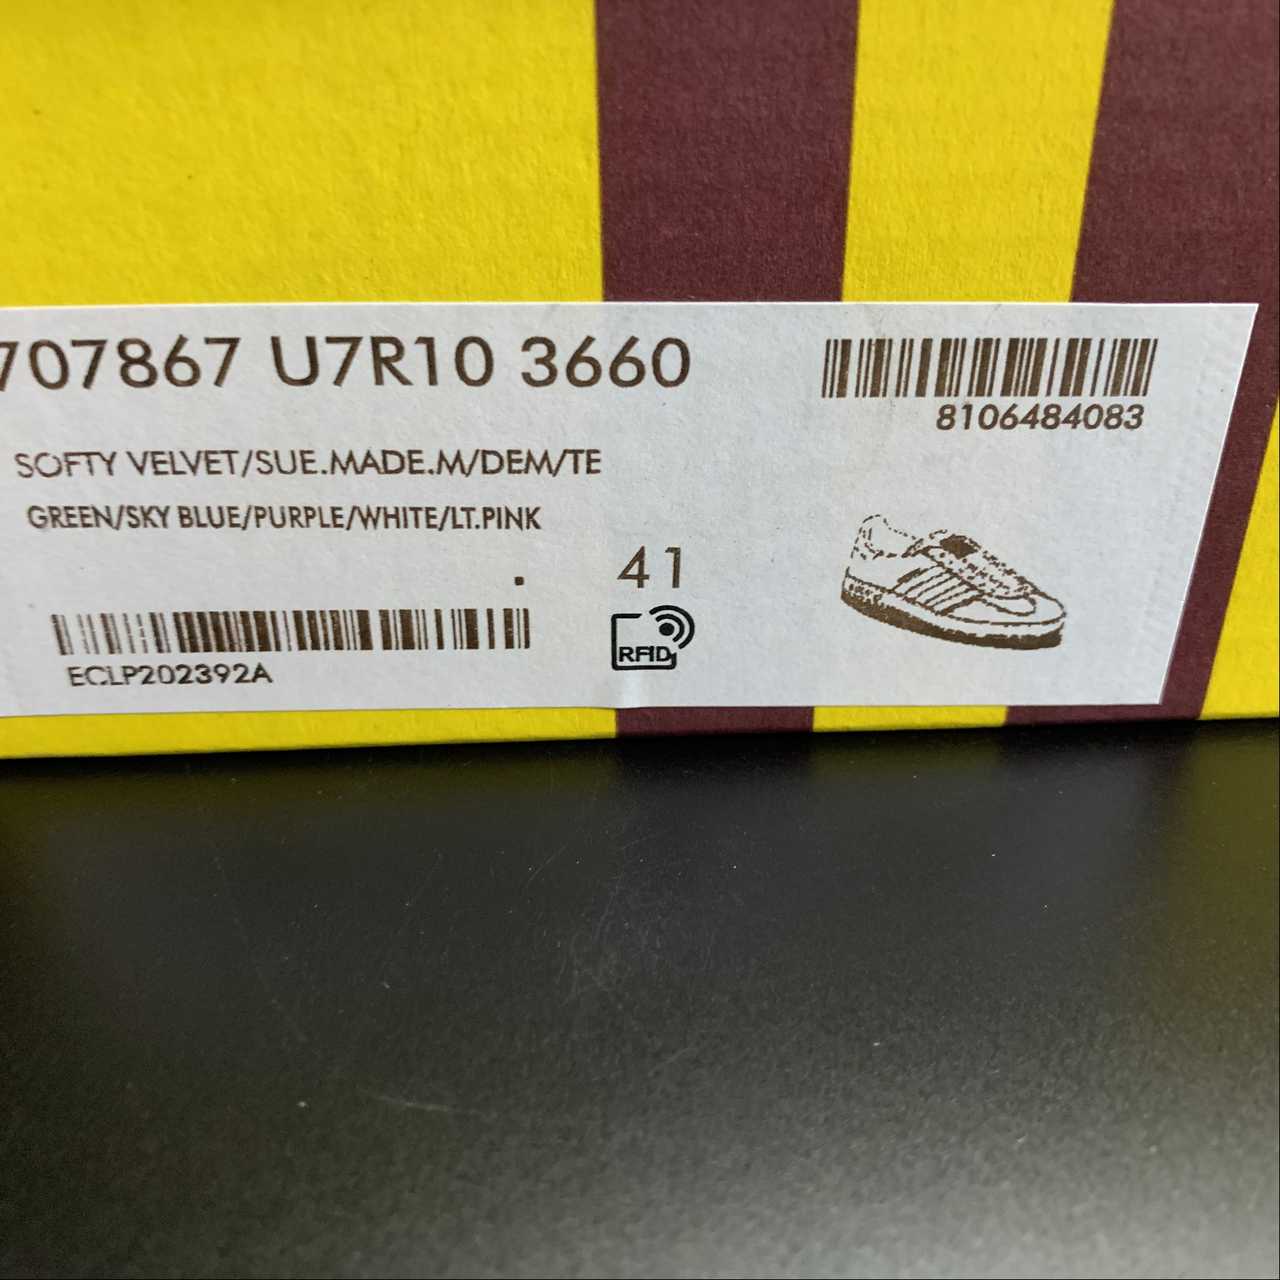 707867 U7R10 3660
8106484083
SOFTY VELVET/SUE.MADE.M/DEM/TE
GREEN/SKY BLUE/PURPLE/WHITE/LT.PINK
. 41
RFID
ECLP202392A